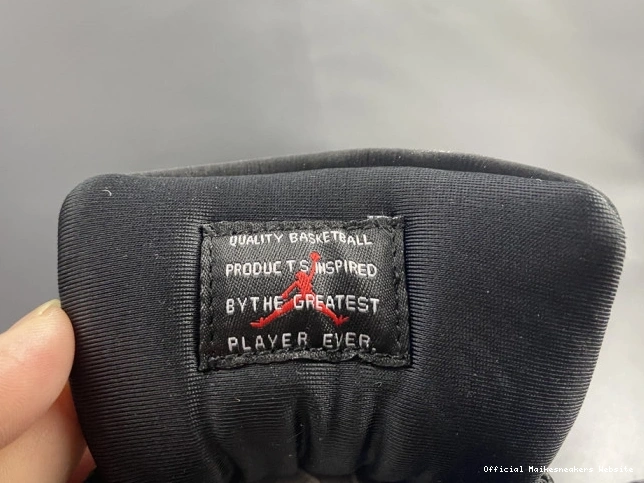 QUALITY BASKETBALL
PRODUCTS INSPIRED
BY THE GREATEST
PLAYER EVER.
Official Maikesneakers Website